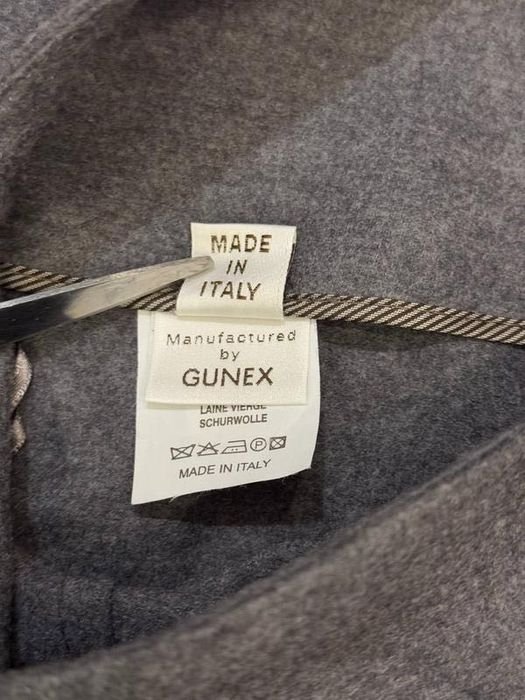 MADE
IN
ITALY
Manufactured
by
GUNEX
LAINE VIERGE
SCHURWOLLE
P
MADE IN ITALY